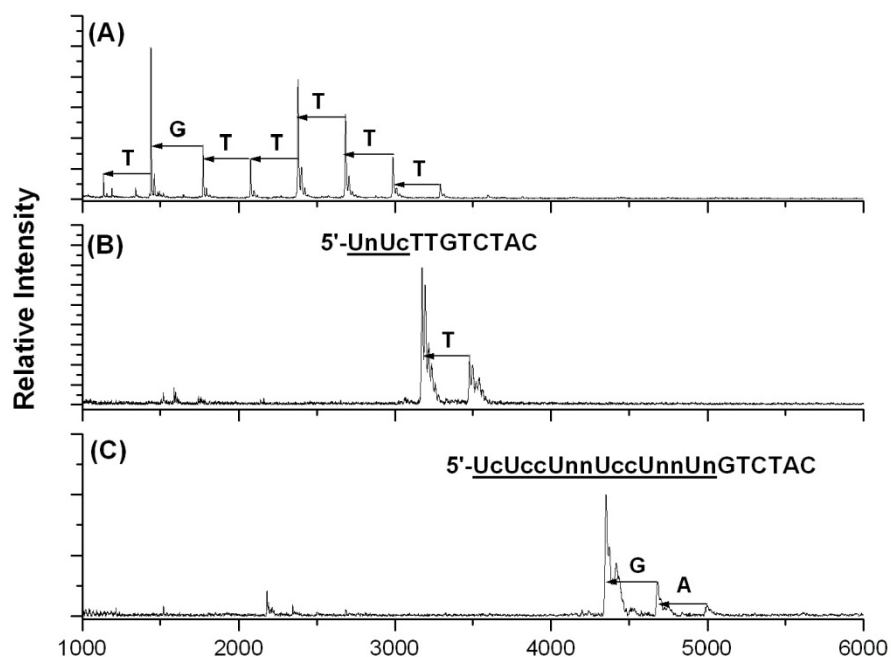 (A)
T
G
T
T
T
T
T
(B)
5'-UnUcTTGTCTAC
T
(C)
5'-UcUccUnnUccUnnUnGTCTAC
G
A
Relative Intensity
1000 2000 3000 4000 5000 6000